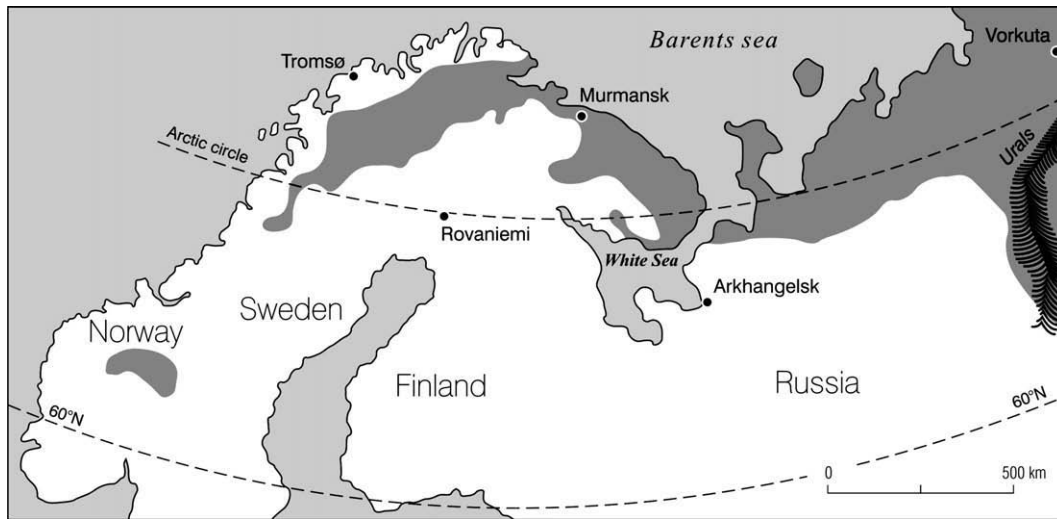 Barents sea
Vorkuta
Tromsø
Murmansk
Arctic circle
Urals
Rovaniemi
White Sea
Arkhangelsk
Sweden
Norway
Finland
Russia
60°N
60°N
0
500 km